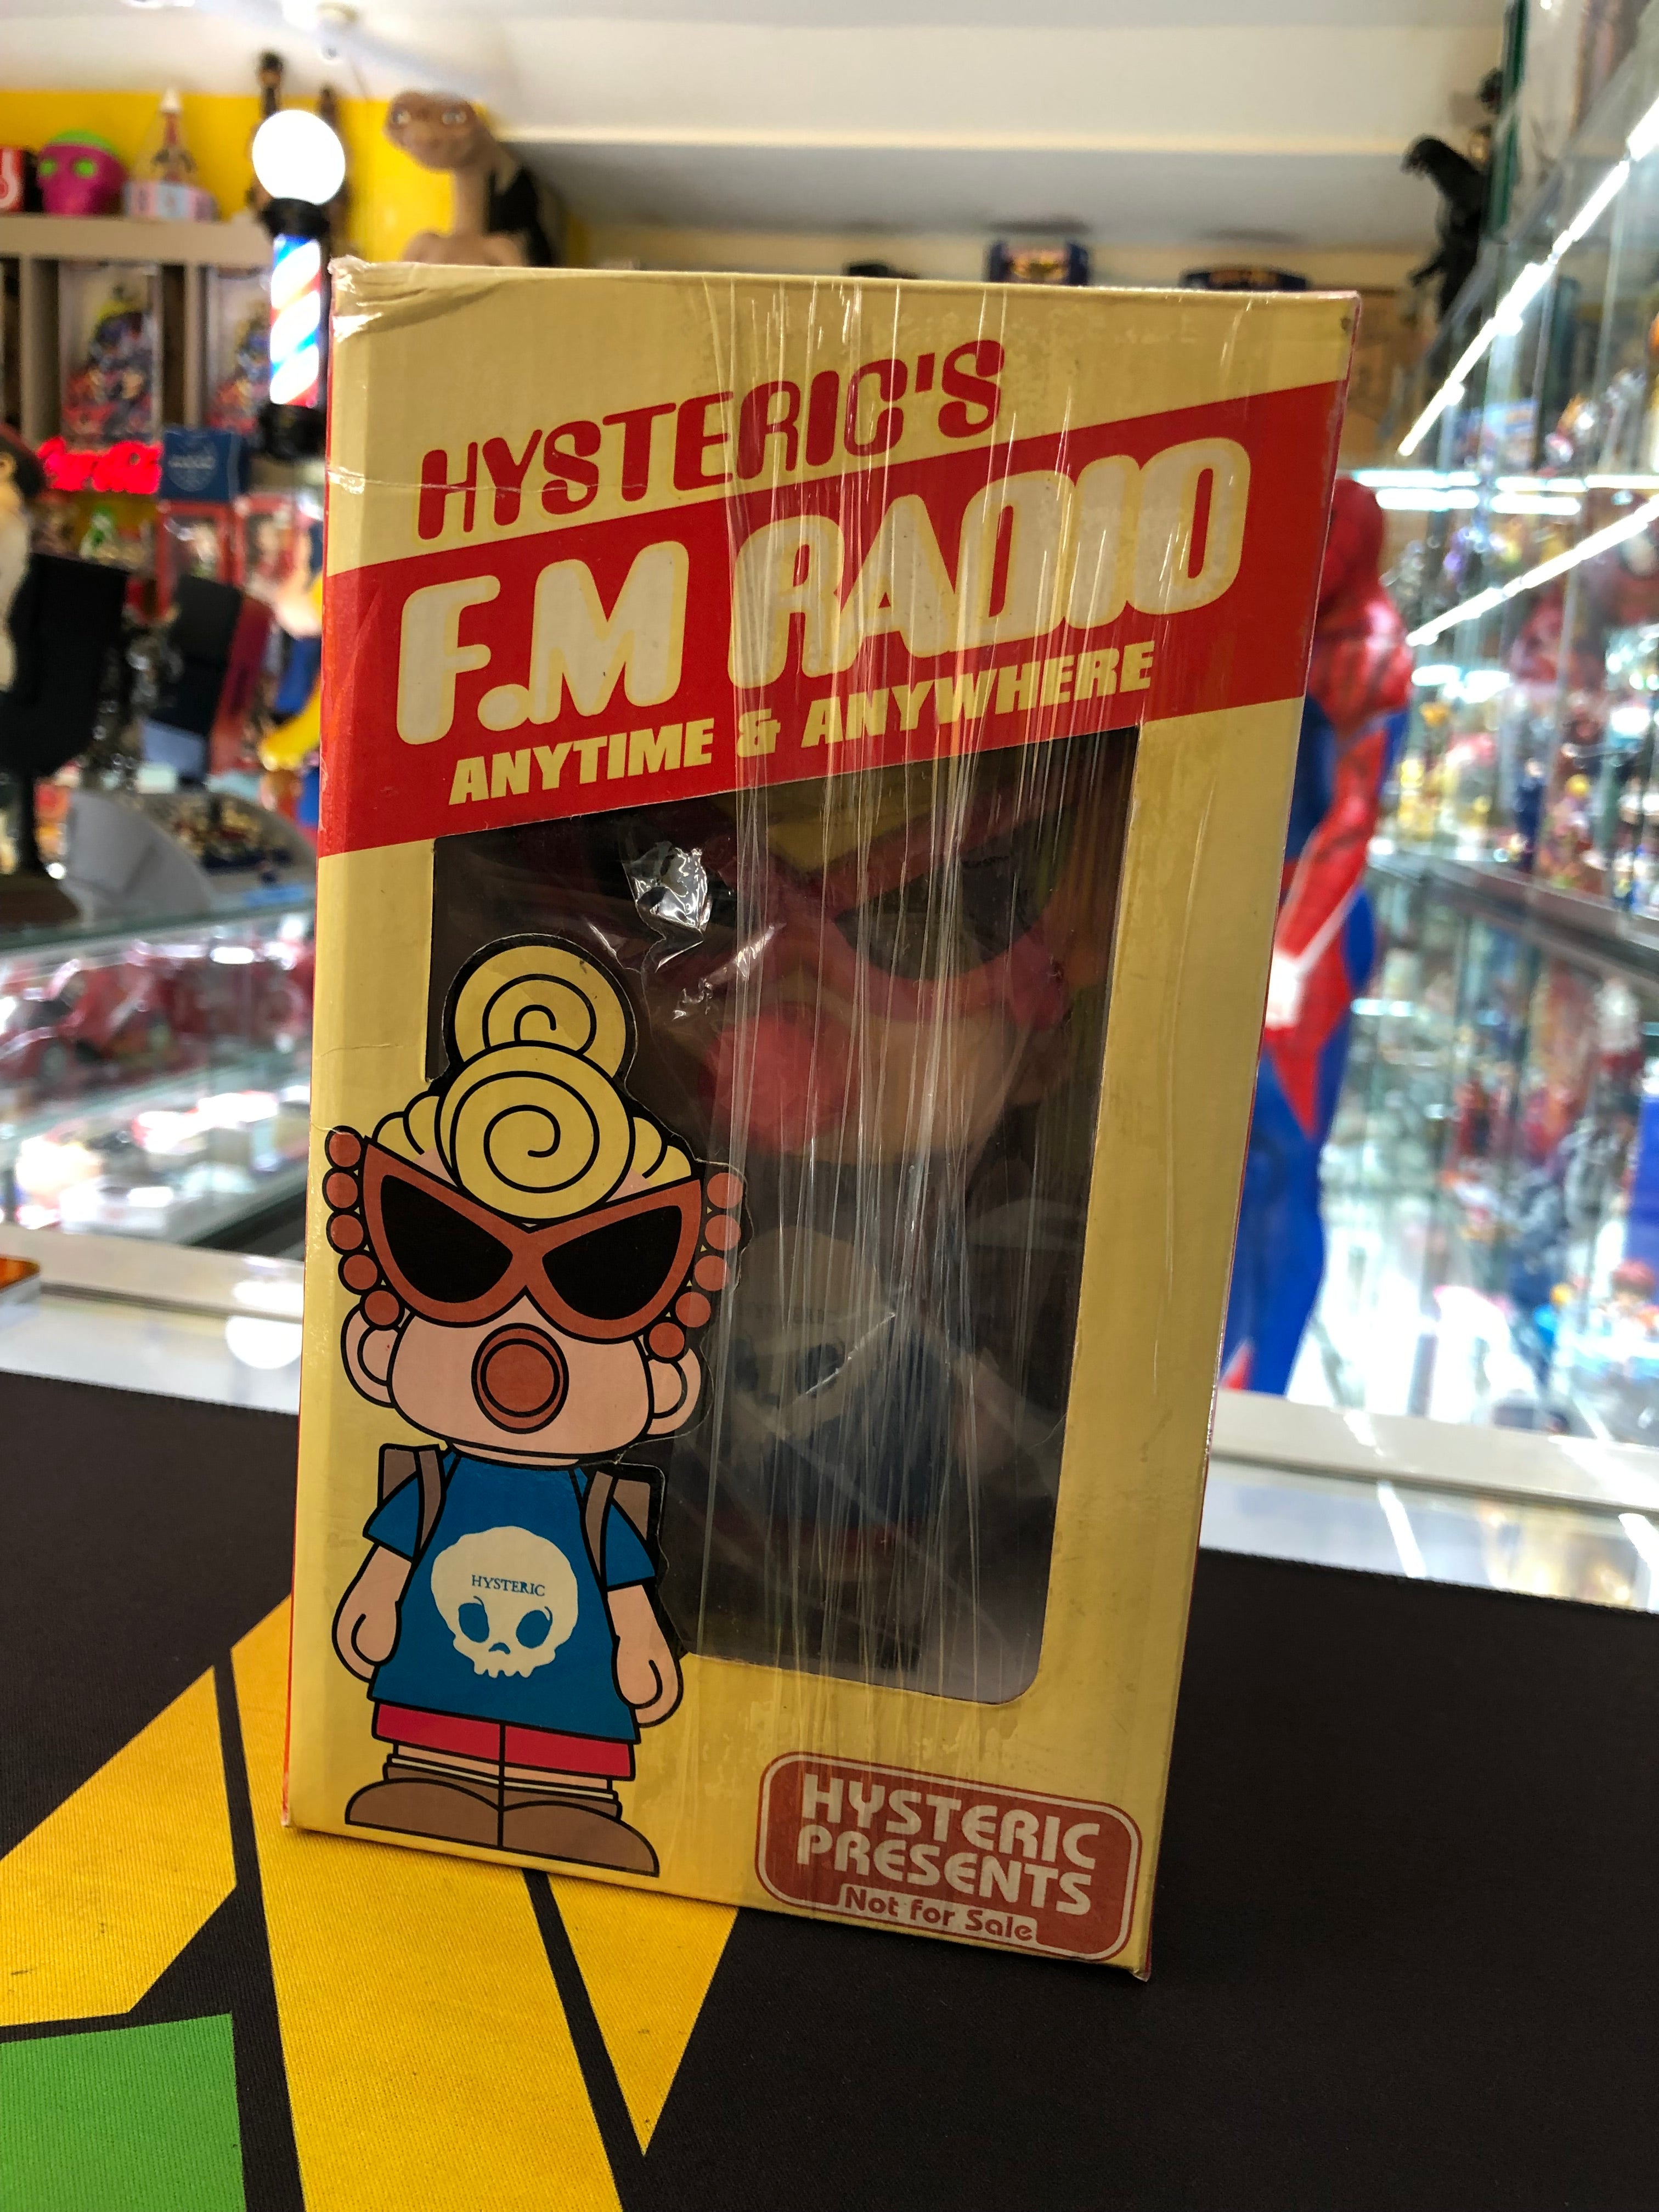 HYSTERIC'S
F.M RADIO
ANYTIME & ANYWHERE
HYSTERIC
HYSTERIC
PRESENTS
Not for Sale